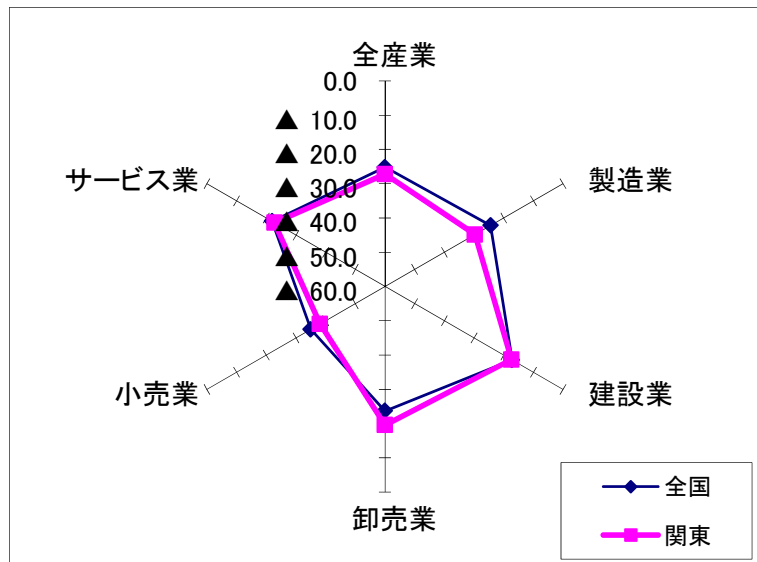 全産業
0.0
▲ 10.0
▲ 20.0
▲ 30.0
▲ 40.0
▲ 50.0
▲ 60.0
サービス業
製造業
小売業
建設業
卸売業
全国
関東